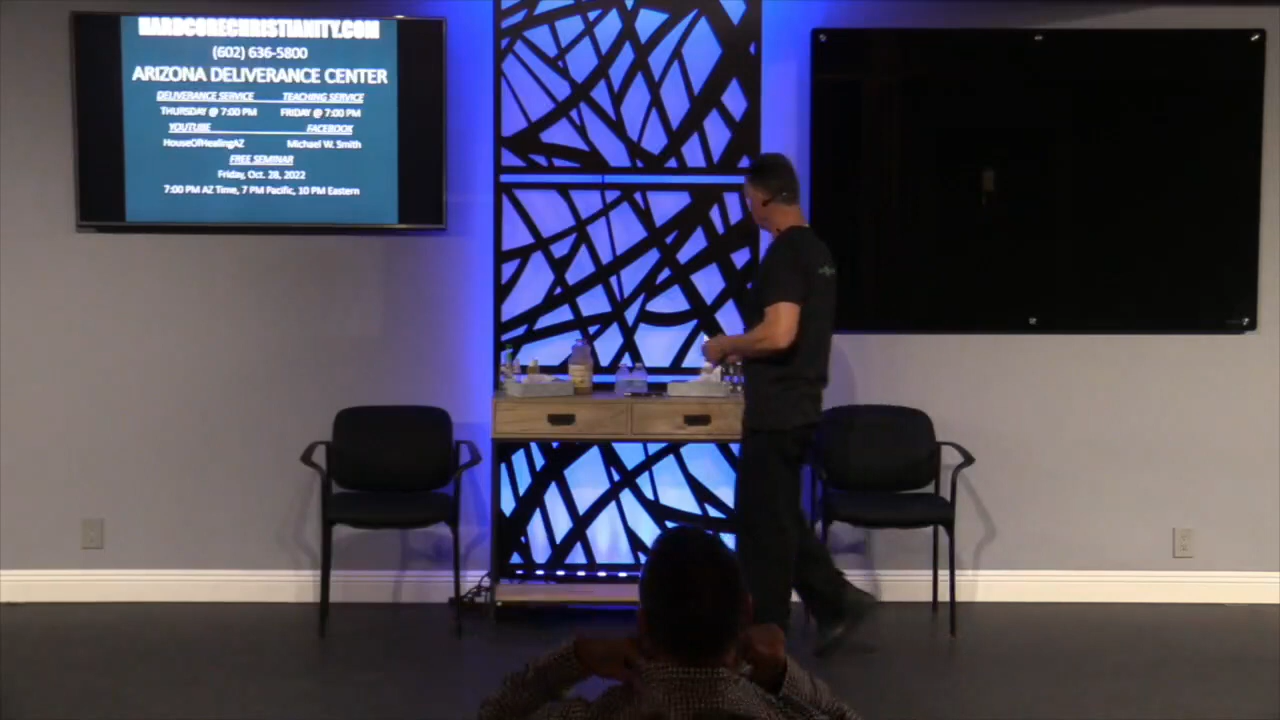 HARDCORECHRISTIANITY.COM
(602) 636-5800
ARIZONA DELIVERANCE CENTER
DELIVERANCE SERVICE TEACHING SERVICE
THURSDAY @ 7:00 PM FRIDAY @ 7:00 PM
YOUTUBE FACEBOOK
HouseOfHealingAZ Michael W. Smith
FREE SEMINAR
Friday, Oct. 28, 2022
7:00 PM AZ Time, 7 PM Pacific, 10 PM Eastern